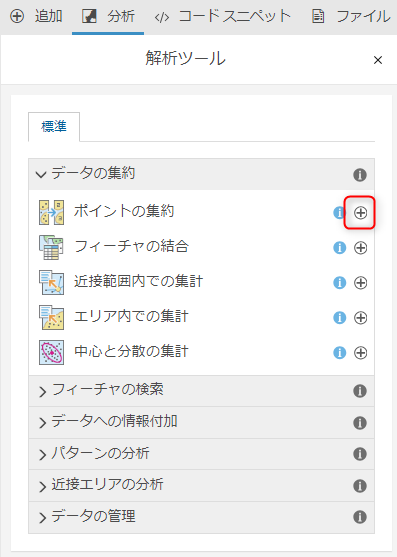 追加 分析 コード スニペット ファイル
解析ツール
標準
データの集約
ポイントの集約
フィーチャの結合
近接範囲内での集計
エリア内での集計
中心と分散の集計
フィーチャの検索
データへの情報付加
パターンの分析
近接エリアの分析
データの管理